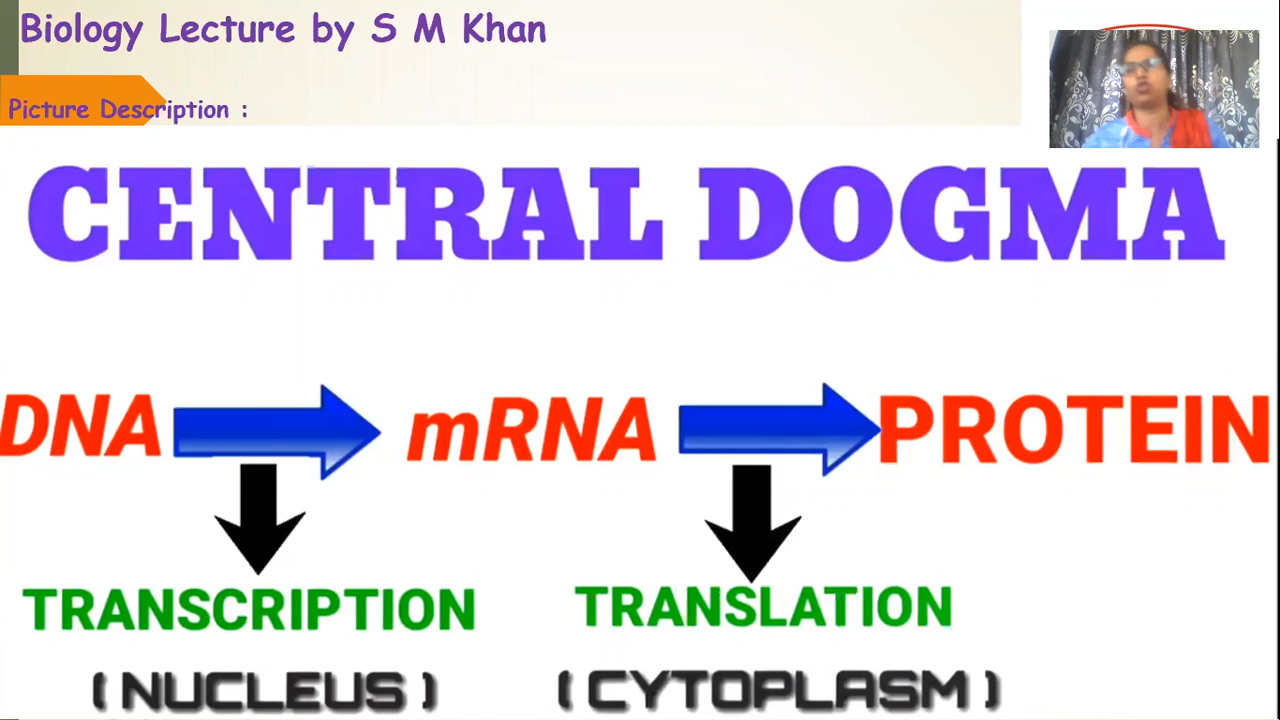 Biology Lecture by S M Khan
Picture Description :
CENTRAL DOGMA
DNA mRNA PROTEIN
TRANSCRIPTION TRANSLATION
( NUCLEUS ) ( CYTOPLASM )